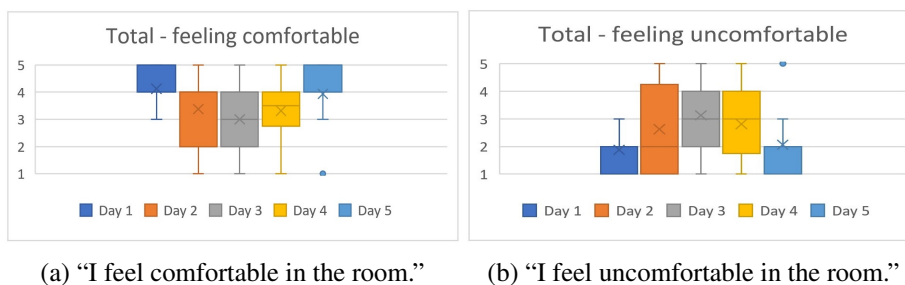 Total - feeling comfortable
5
4
3
2
1
Day 1 Day 2 Day 3 Day 4 Day 5
(a) “I feel comfortable in the room.”
Total - feeling uncomfortable
5
4
3
2
1
Day 1 Day 2 Day 3 Day 4 Day 5
(b) “I feel uncomfortable in the room.”